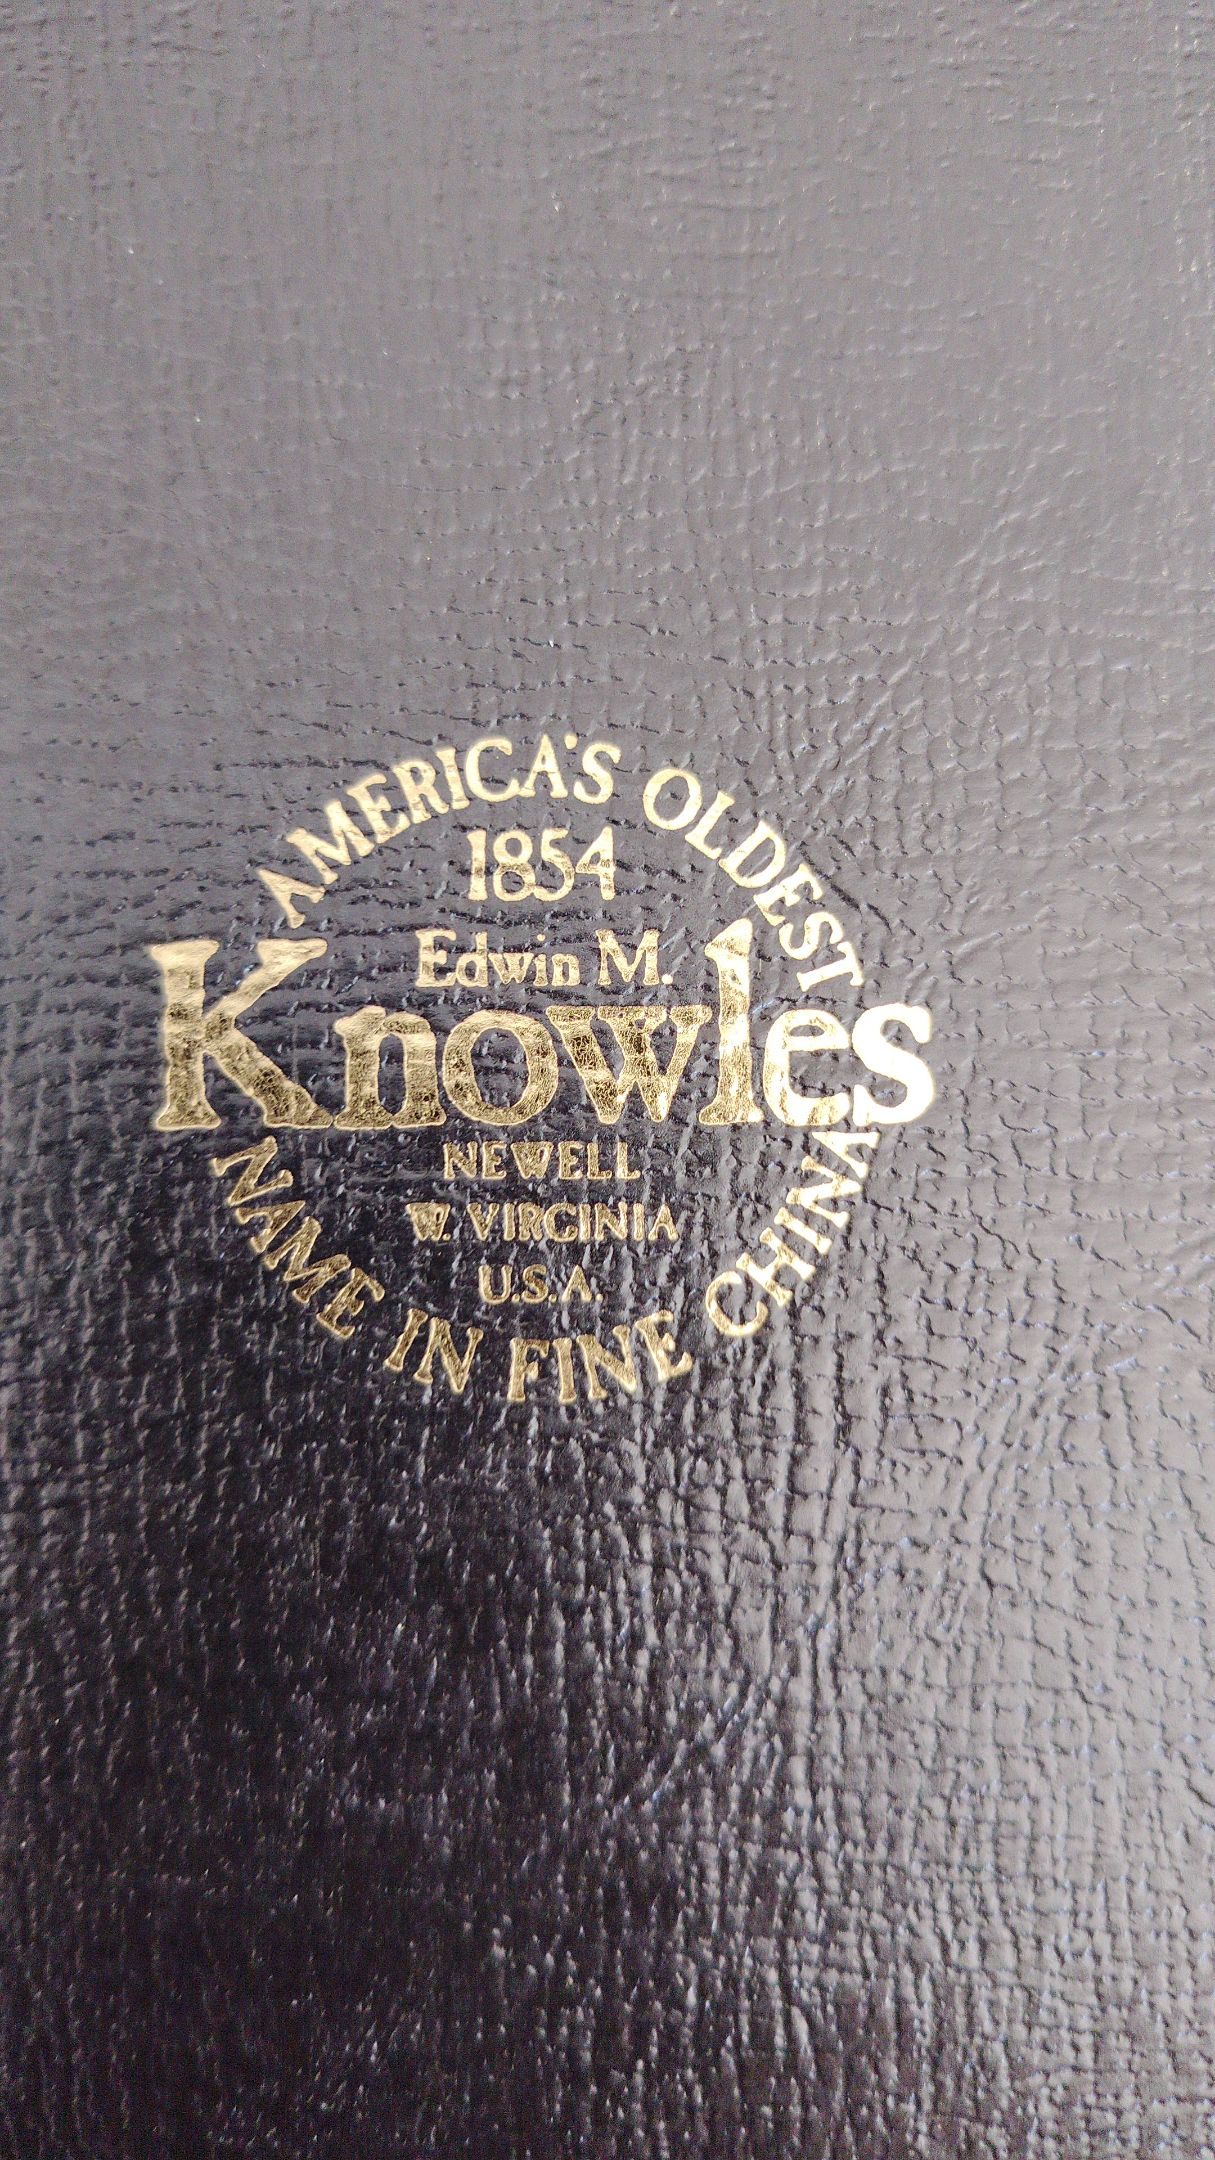 AMERICA'S OLDEST
1854
Edwin M.
Knowles
NEWELL
W. VIRGINIA
U.S.A.
NAME IN FINE CHINA